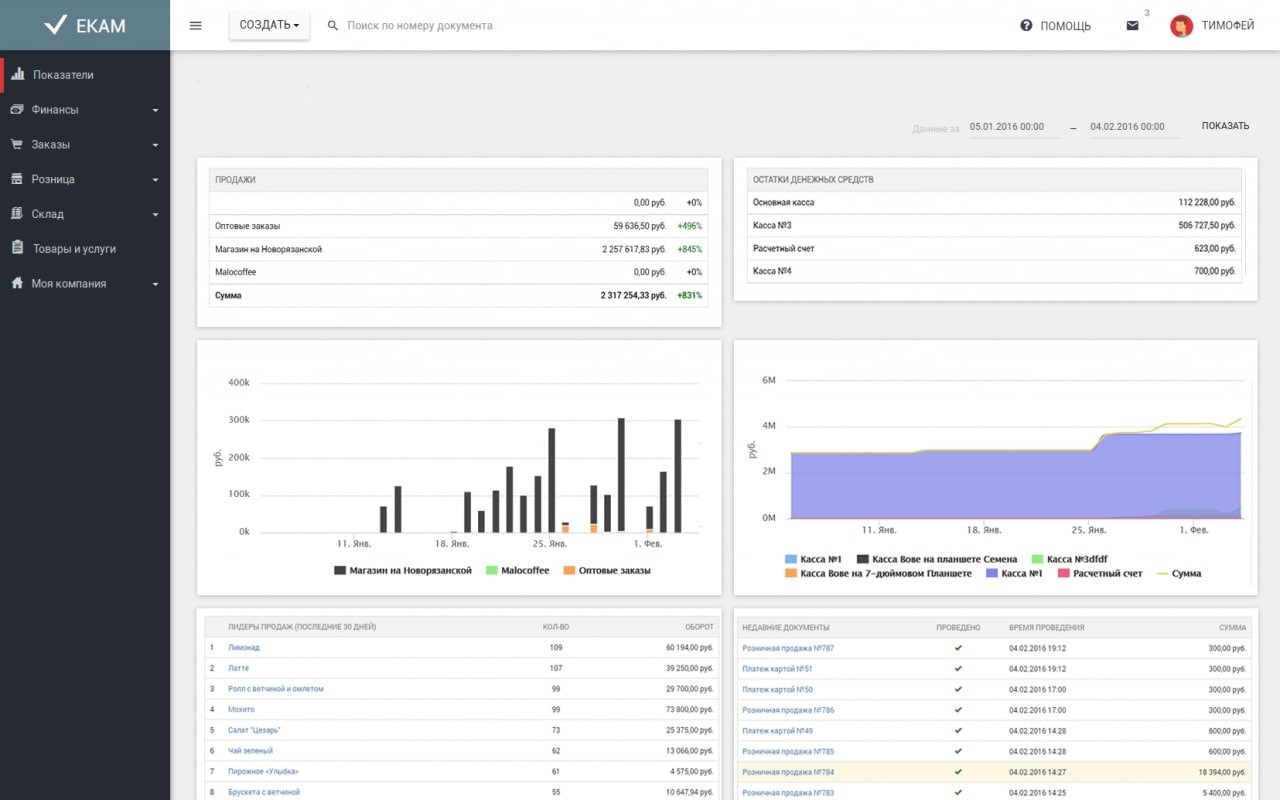 EKAM
СОЗДАТЬ
Поиск по номеру документа
ПОМОЩЬ
3
ТИМОФЕЙ
Показатели
Финансы
Заказы
Розница
Склад
Товары и услуги
Моя компания
Данные за 05.01.2016 00:00 – 04.02.2016 00:00 ПОКАЗАТЬ
ПРОДАЖИ
0,00 руб. +0%
Оптовые заказы 59 636,50 руб. +496%
Магазин на Новорязанской 2 257 617,83 руб. +845%
Malocoffee 0,00 руб. +0%
Сумма 2 317 254,33 руб. +831%
ОСТАТКИ ДЕНЕЖНЫХ СРЕДСТВ
Основная касса 112 228,00 руб.
Касса №3 506 727,50 руб.
Расчетный счет 623,00 руб.
Касса №4 700,00 руб.
400k
300k
200k
100k
0k
руб.
11. Янв. 18. Янв. 25. Янв. 1. Фев.
Магазин на Новорязанской Malocoffee Оптовые заказы
6M
4M
2M
0M
руб.
11. Янв. 18. Янв. 25. Янв. 1. Фев.
Касса №1 Касса Вове на планшете Семена Касса №3dfdf
Касса Вове на 7-дюймовом Планшете Касса №1 Расчетный счет Сумма
ЛИДЕРЫ ПРОДАЖ (ПОСЛЕДНИЕ 30 ДНЕЙ) КОЛ-ВО ОБОРОТ
1 Лимонад 109 60 194,00 руб.
2 Латте 107 39 250,00 руб.
3 Ролл с ветчиной и омлетом 99 29 700,00 руб.
4 Мохито 99 73 800,00 руб.
5 Салат "Цезарь" 73 25 375,00 руб.
6 Чай зеленый 62 13 066,00 руб.
7 Пирожное «Улыбка» 61 4 575,00 руб.
8 Брускета с ветчиной 55 10 647,94 руб.
НЕДАВНИЕ ДОКУМЕНТЫ ПРОВЕДЕНО ВРЕМЯ ПРОВЕДЕНИЯ СУММА
Розничная продажа №787 04.02.2016 19:12 300,00 руб.
Платеж картой №51 04.02.2016 19:12 300,00 руб.
Платеж картой №50 04.02.2016 17:00 300,00 руб.
Розничная продажа №786 04.02.2016 17:00 300,00 руб.
Платеж картой №49 04.02.2016 14:28 600,00 руб.
Розничная продажа №785 04.02.2016 14:28 600,00 руб.
Розничная продажа №784 04.02.2016 14:27 18 394,00 руб.
Розничная продажа №783 04.02.2016 14:25 5 400,00 руб.